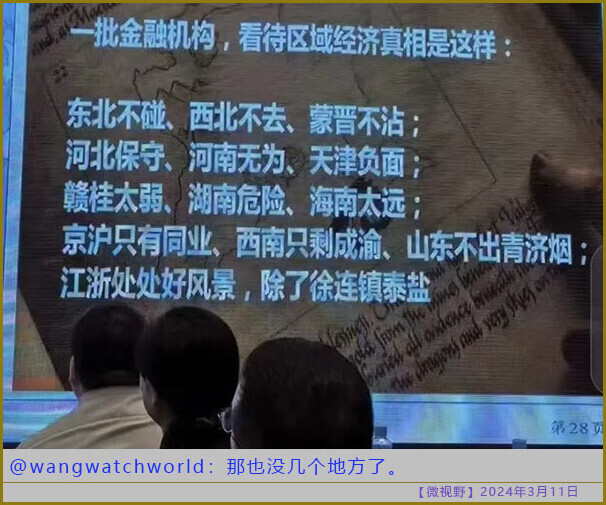 一批金融机构，看待区域经济真相是这样：
东北不碰、西北不去、蒙晋不沾；
河北保守、河南无为、天津负面；
赣桂太弱、湖南危险、海南太远；
京沪只有同业、西南只剩成渝、山东不出青济烟；
江浙处处好风景，除了徐连镇泰盐
第28页
@wangwatchworld：那也没几个地方了。
【微视野】2024年3月11日